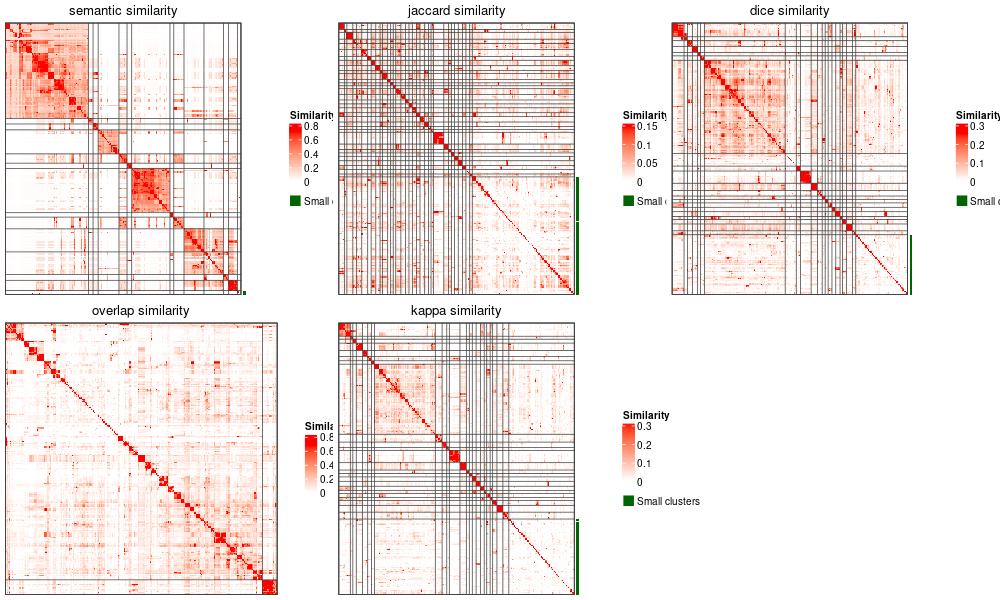 semantic similarity
Similarity
0.8
0.6
0.4
0.2
0
Small
jaccard similarity
Similarity
0.15
0.1
0.05
0
Small
dice similarity
Similarity
0.3
0.2
0.1
0
Small
overlap similarity
0.8
0.6
0.4
0.2
0
kappa similarity
Similarity
0.3
0.2
0.1
0
Small clusters